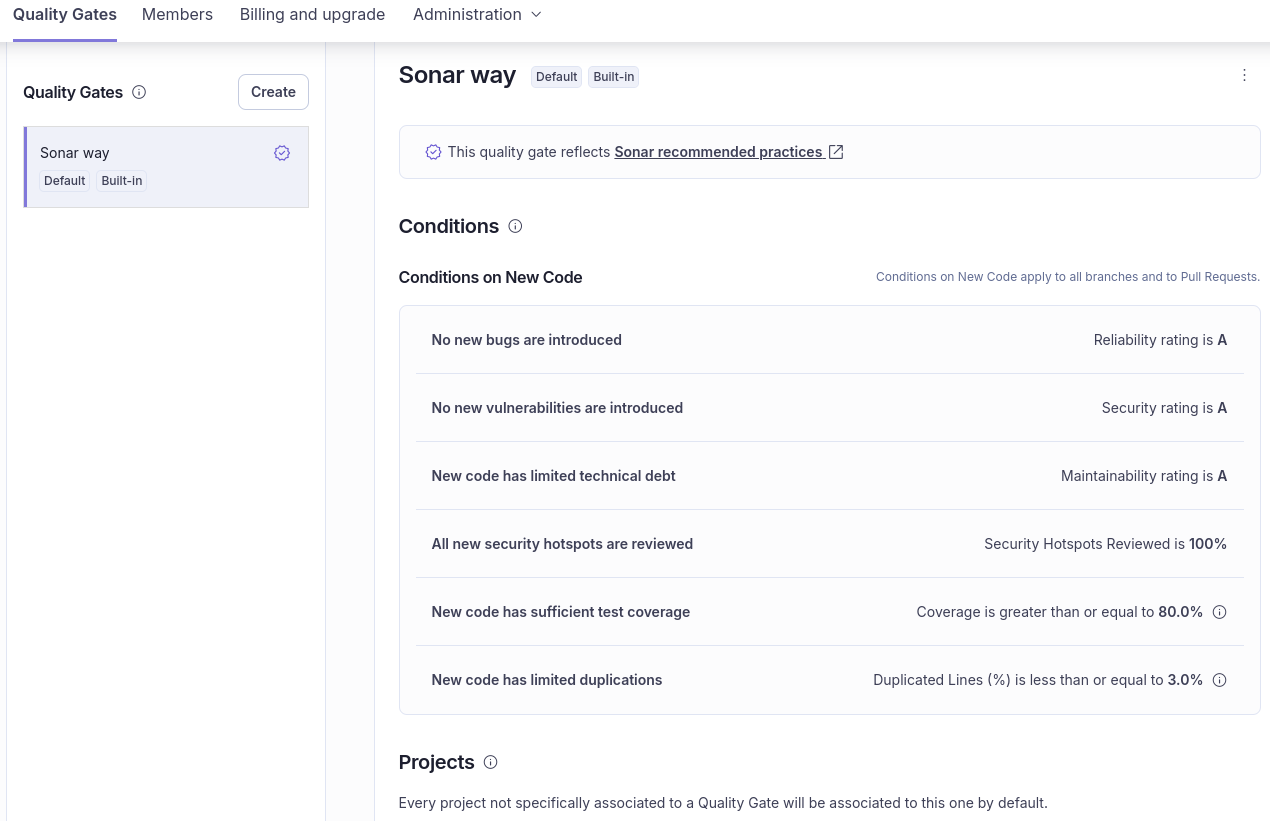 Quality Gates Members Billing and upgrade Administration
Quality Gates Create
Sonar way
Default Built-in
Sonar way Default Built-in
This quality gate reflects Sonar recommended practices
Conditions
Conditions on New Code Conditions on New Code apply to all branches and to Pull Requests.
No new bugs are introduced Reliability rating is A
No new vulnerabilities are introduced Security rating is A
New code has limited technical debt Maintainability rating is A
All new security hotspots are reviewed Security Hotspots Reviewed is 100%
New code has sufficient test coverage Coverage is greater than or equal to 80.0%
New code has limited duplications Duplicated Lines (%) is less than or equal to 3.0%
Projects
Every project not specifically associated to a Quality Gate will be associated to this one by default.